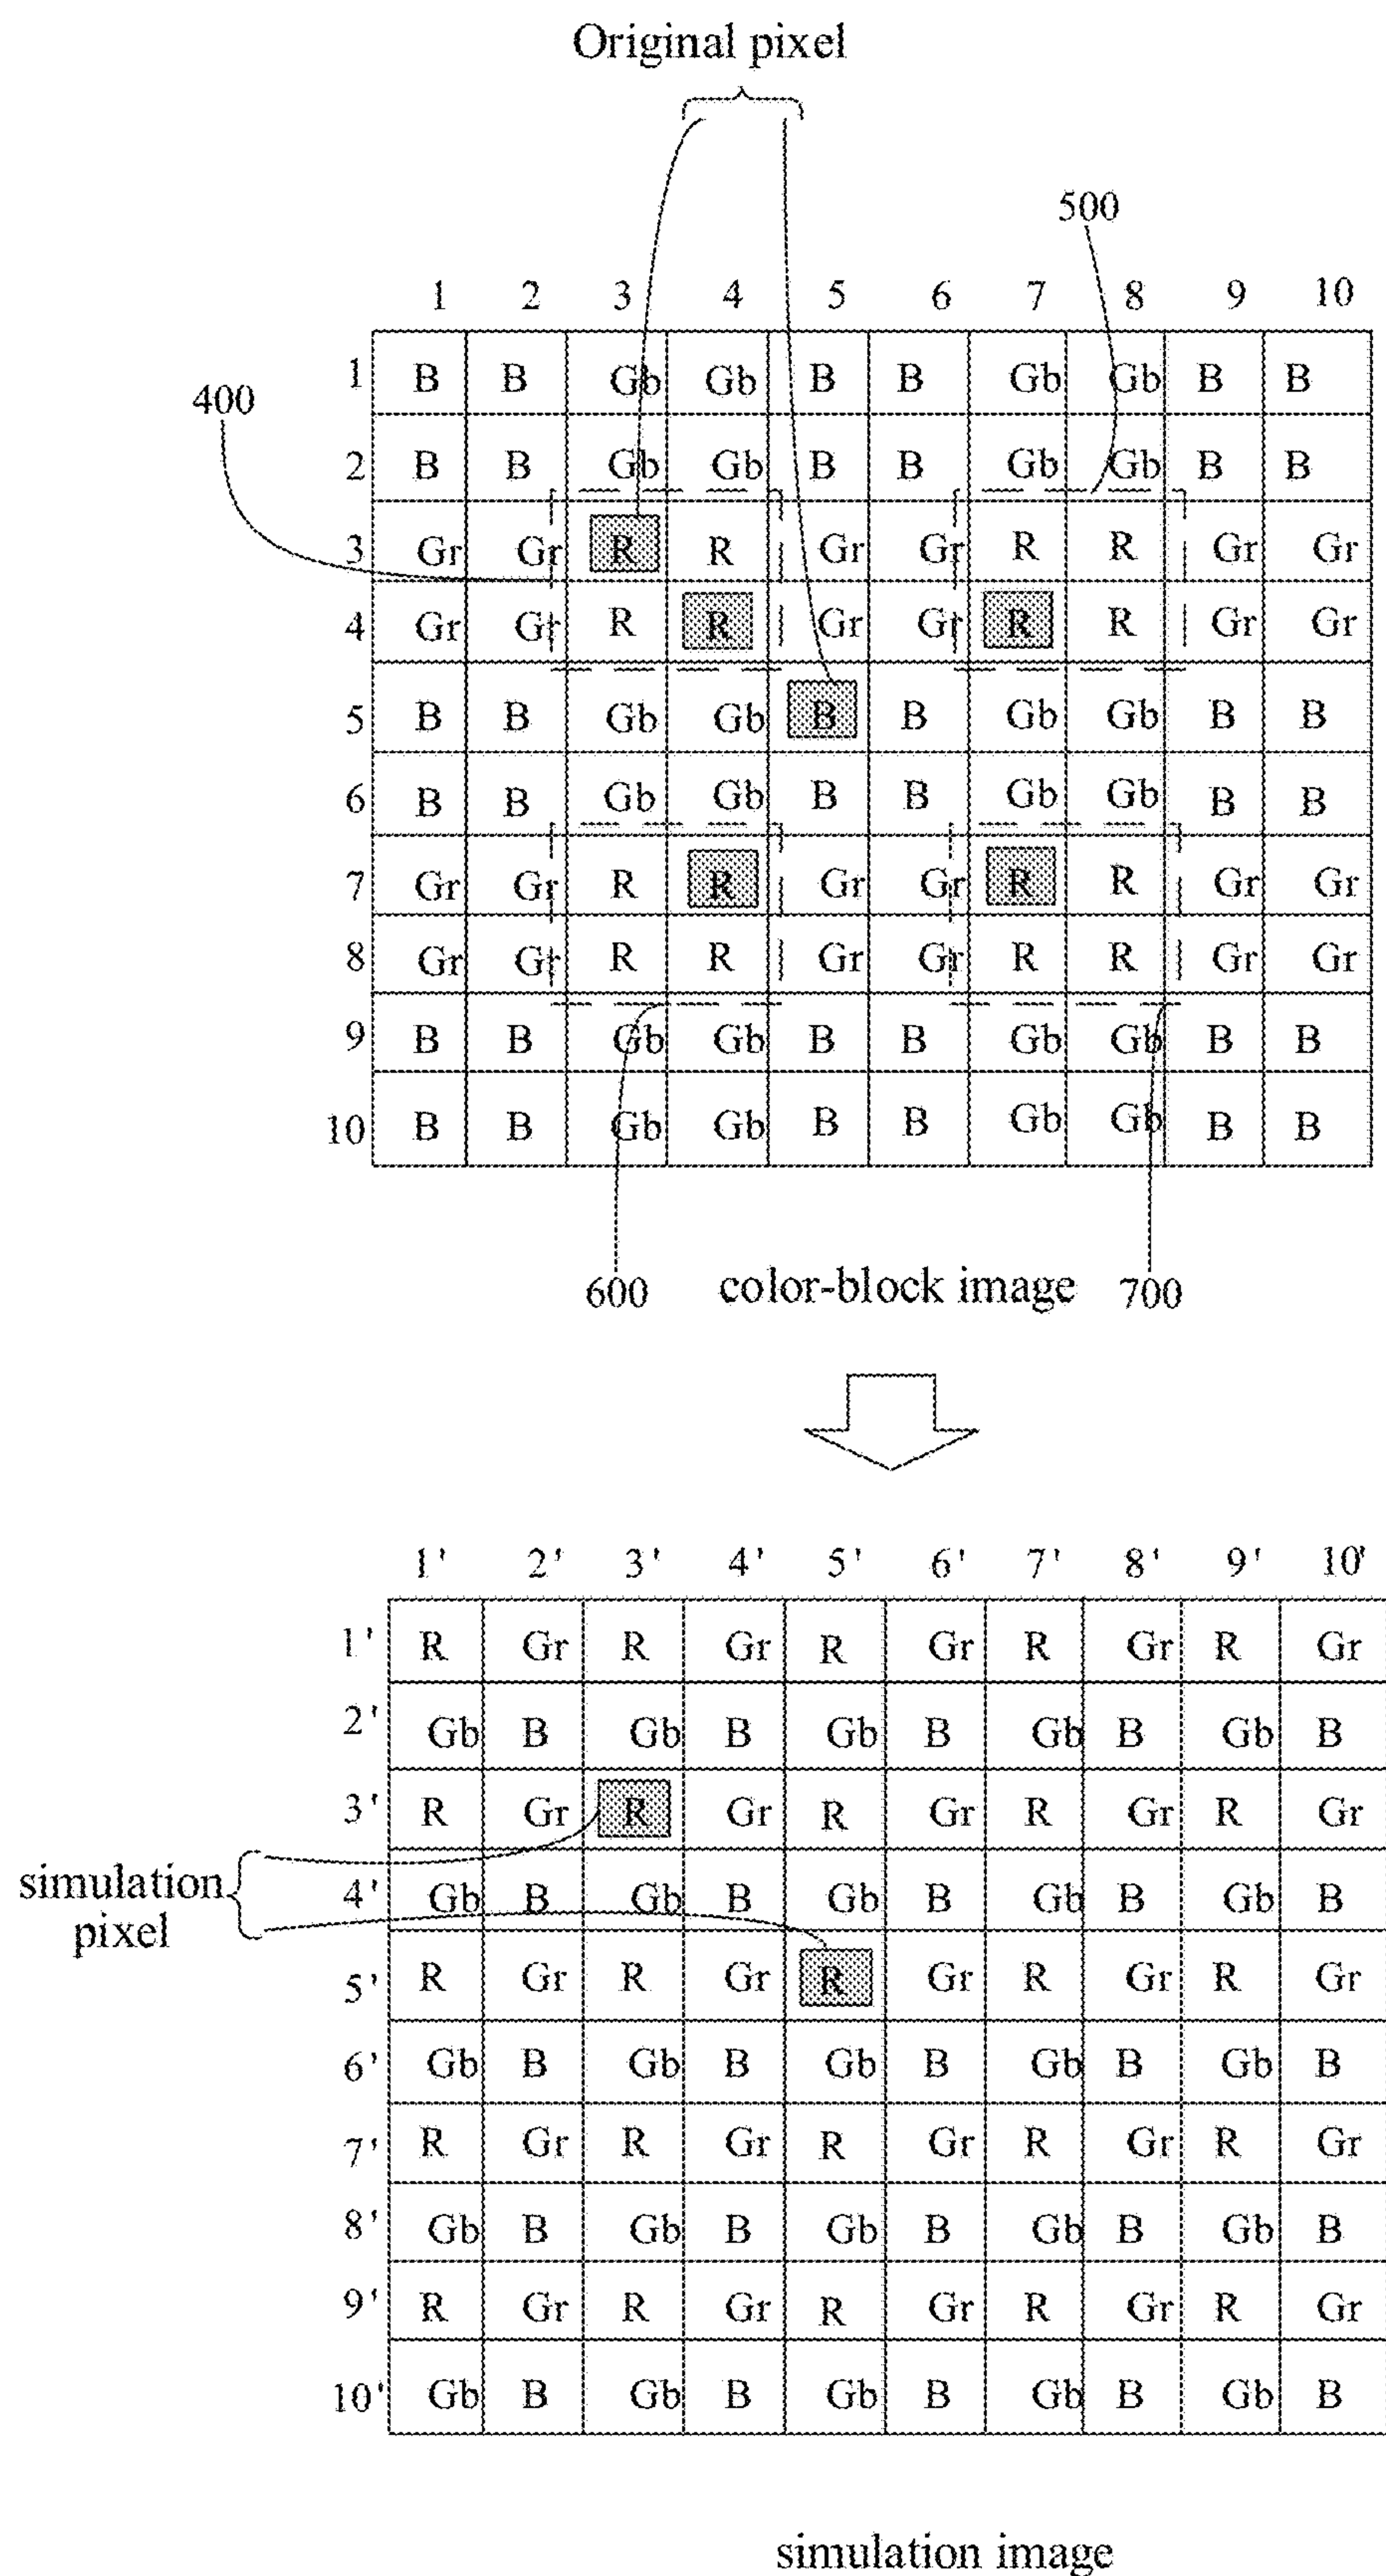 Original pixel
500
1 2 3 4 5 6 7 8 9 10
400
1 B B Gb Gb B B Gb Gb B B
2 B B Gb Gb B B Gb Gb B B
3 Gr Gr R R Gr Gr R R Gr Gr
4 Gr Gr R R Gr Gr R R Gr Gr
5 B B Gb Gb B B Gb Gb B B
6 B B Gb Gb B B Gb Gb B B
7 Gr Gr R R Gr Gr R R Gr Gr
8 Gr Gr R R Gr Gr R R Gr Gr
9 B B Gb Gb B B Gb Gb B B
10 B B Gb Gb B B Gb Gb B B
600 color-block image 700
1' 2' 3' 4' 5' 6' 7' 8' 9' 10'
1' R Gr R Gr R Gr R Gr R Gr
2' Gb B Gb B Gb B Gb B Gb B
3' R Gr R Gr R Gr R Gr R Gr
simulation
pixel
4' Gb B Gb B Gb B Gb B Gb B
5' R Gr R Gr R Gr R Gr R Gr
6' Gb B Gb B Gb B Gb B Gb B
7' R Gr R Gr R Gr R Gr R Gr
8' Gb B Gb B Gb B Gb B Gb B
9' R Gr R Gr R Gr R Gr R Gr
10' Gb B Gb B Gb B Gb B Gb B
simulation image